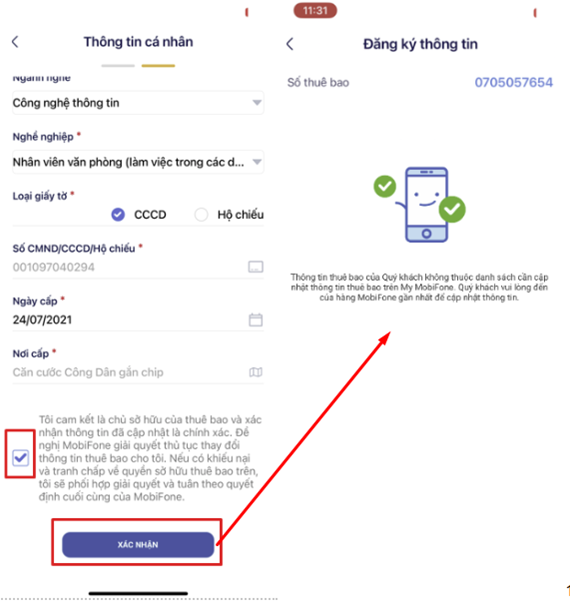 Thông tin cá nhân
Ngành nghề
Công nghệ thông tin
Nghề nghiệp *
Nhân viên văn phòng (làm việc trong các d...
Loại giấy tờ *
CCCD Hộ chiếu
Số CMND/CCCD/Hộ chiếu *
001097040294
Ngày cấp *
24/07/2021
Nơi cấp *
Căn cước Công Dân gắn chip
Tôi cam kết là chủ sở hữu của thuê bao và xác
nhận thông tin đã cập nhật là chính xác. Đề
nghị MobiFone giải quyết thủ tục thay đổi
thông tin thuê bao cho tôi. Nếu có khiếu nại
và tranh chấp về quyền sở hữu thuê bao trên,
tôi sẽ phối hợp giải quyết và tuân theo quyết
định cuối cùng của MobiFone.
XÁC NHẬN
11:31
Đăng ký thông tin
Số thuê bao 0705057654
Thông tin thuê bao của Quý khách không thuộc danh sách cần cập
nhật thông tin thuê bao trên My MobiFone. Quý khách vui lòng đến
cửa hàng MobiFone gần nhất để cập nhật thông tin.
1